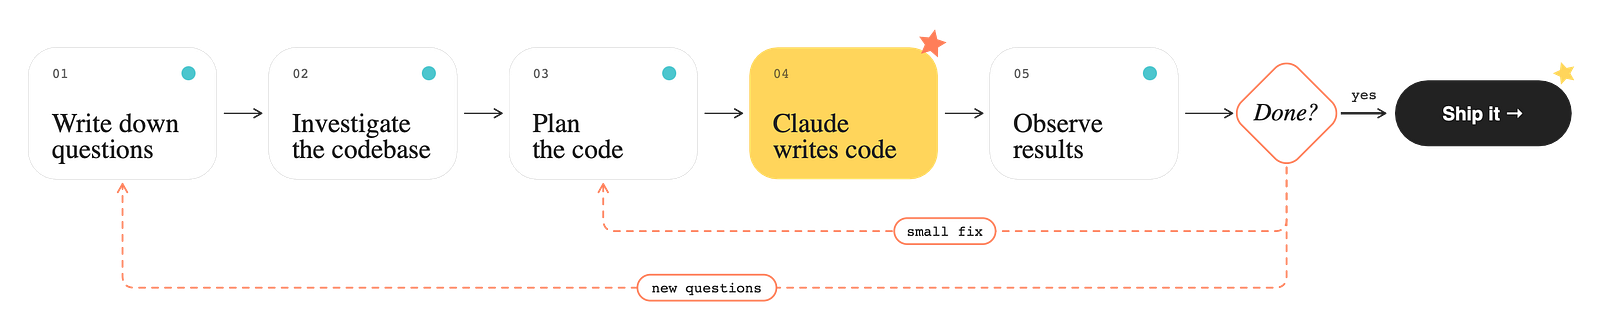 01
Write down
questions
02
Investigate
the codebase
03
Plan
the code
04
Claude
writes code
05
Observe
results
Done?
yes
Ship it →
small fix
new questions